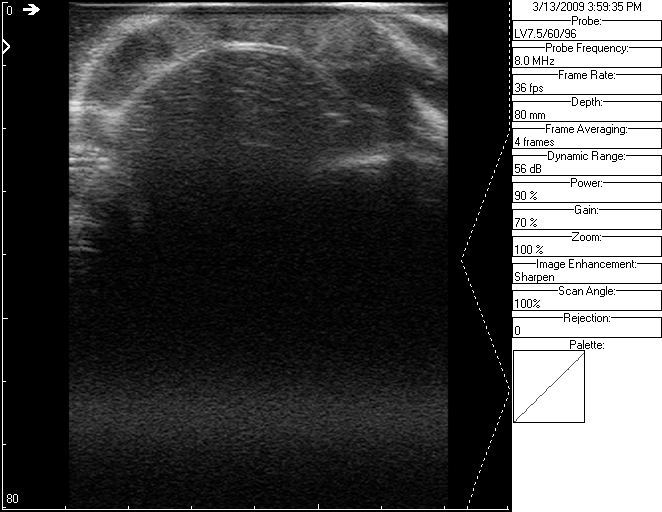 0
80
3/13/2009 3:59:35 PM
Probe:
LV7.5/60/96
Probe Frequency:
8.0 MHz
Frame Rate:
36 fps
Depth:
80 mm
Frame Averaging:
4 frames
Dynamic Range:
56 dB
Power:
90 %
Gain:
70 %
Zoom:
100 %
Image Enhancement:
Sharpen
Scan Angle:
100%
Rejection:
0
Palette: